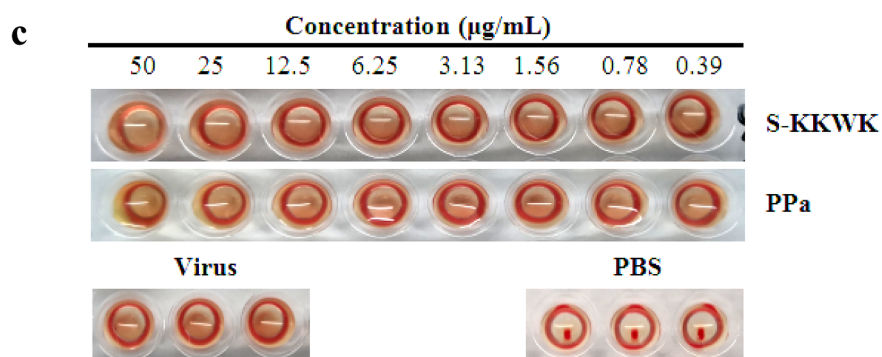 c
Concentration (µg/mL)
50 25 12.5 6.25 3.13 1.56 0.78 0.39
S-KKWK
PPa
Virus PBS